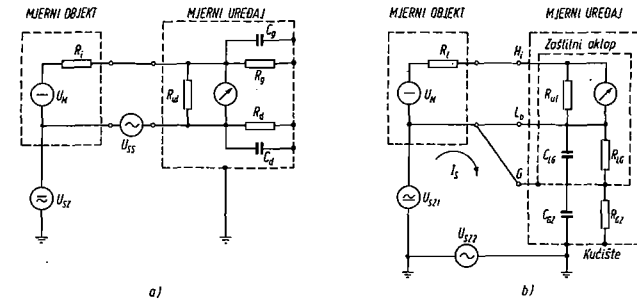 a)
MJERNI OBJEKT
MJERNI UREĐAJ
R_i
C_g
R_g
U_M
R_ul
R_d
C_d
U_SS
U_SZ
a)
b)
MJERNI OBJEKT
MJERNI UREĐAJ
Zaštitni oklop
R_i
H_i
U_M
R_ul
L_o
I_S
C_LG
R_LG
G
U_SZ1
C_GZ
R_GZ
U_SZ2
Kućište
b)